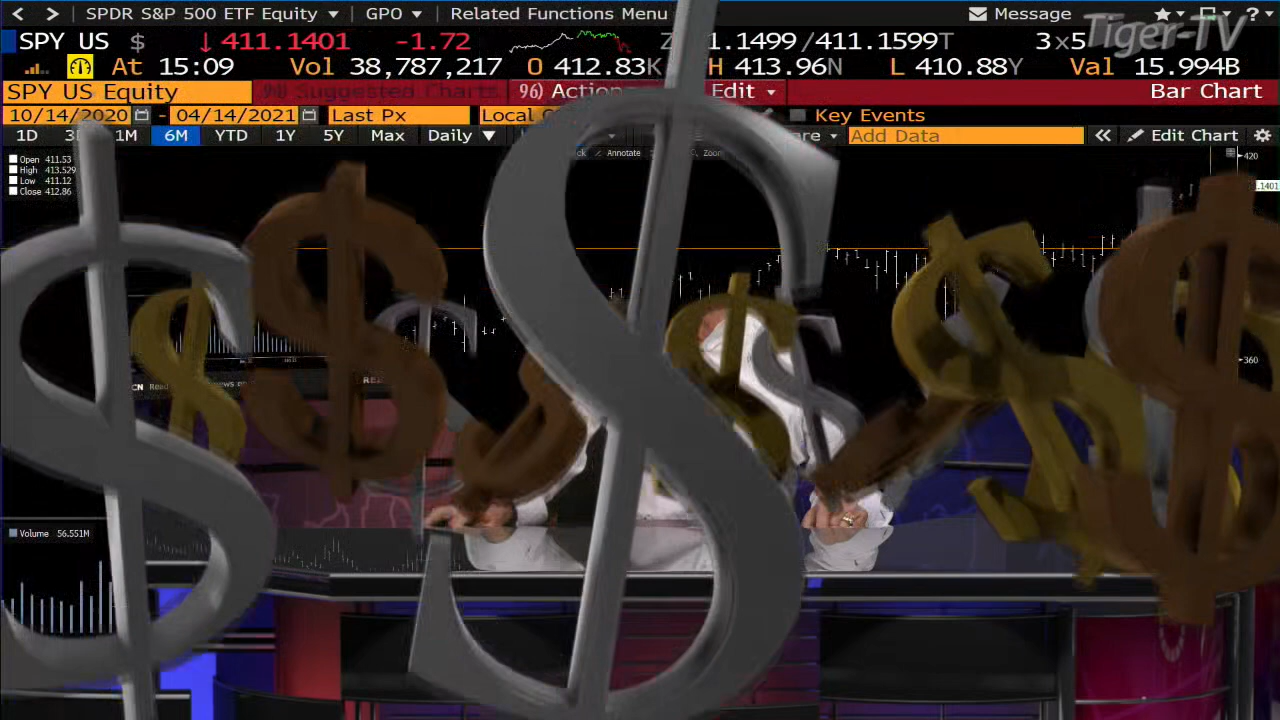 < > SPDR S&P 500 ETF Equity GPO Related Functions Menu Message ?
SPY US $ ↓411.1401 -1.72 1.1499/411.1599T 3x5
Tiger-TV
At 15:09 Vol 38,787,217 O 412.83K H 413.96N L 410.88Y Val 15.994B
SPY US Equity 96) Action Edit Bar Chart
10/14/2020 - 04/14/2021 Last Px Local Key Events
1D 1M 6M YTD 1Y 5Y Max Daily Add Data « Edit Chart
Annotate Zoom
420
Open 411.53
High 413.529
Low 411.12
Close 412.86
.1401
360
Volume 56.551M